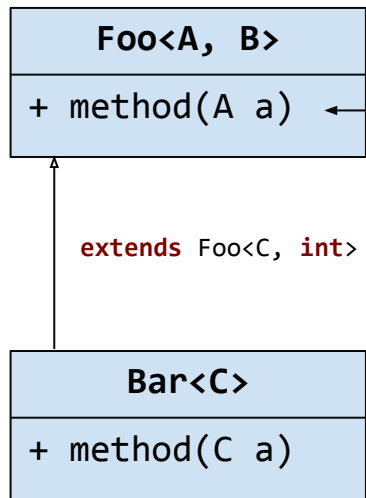 Foo<A, B>
+ method(A a)
extends Foo<C, int>
Bar<C>
+ method(C a)